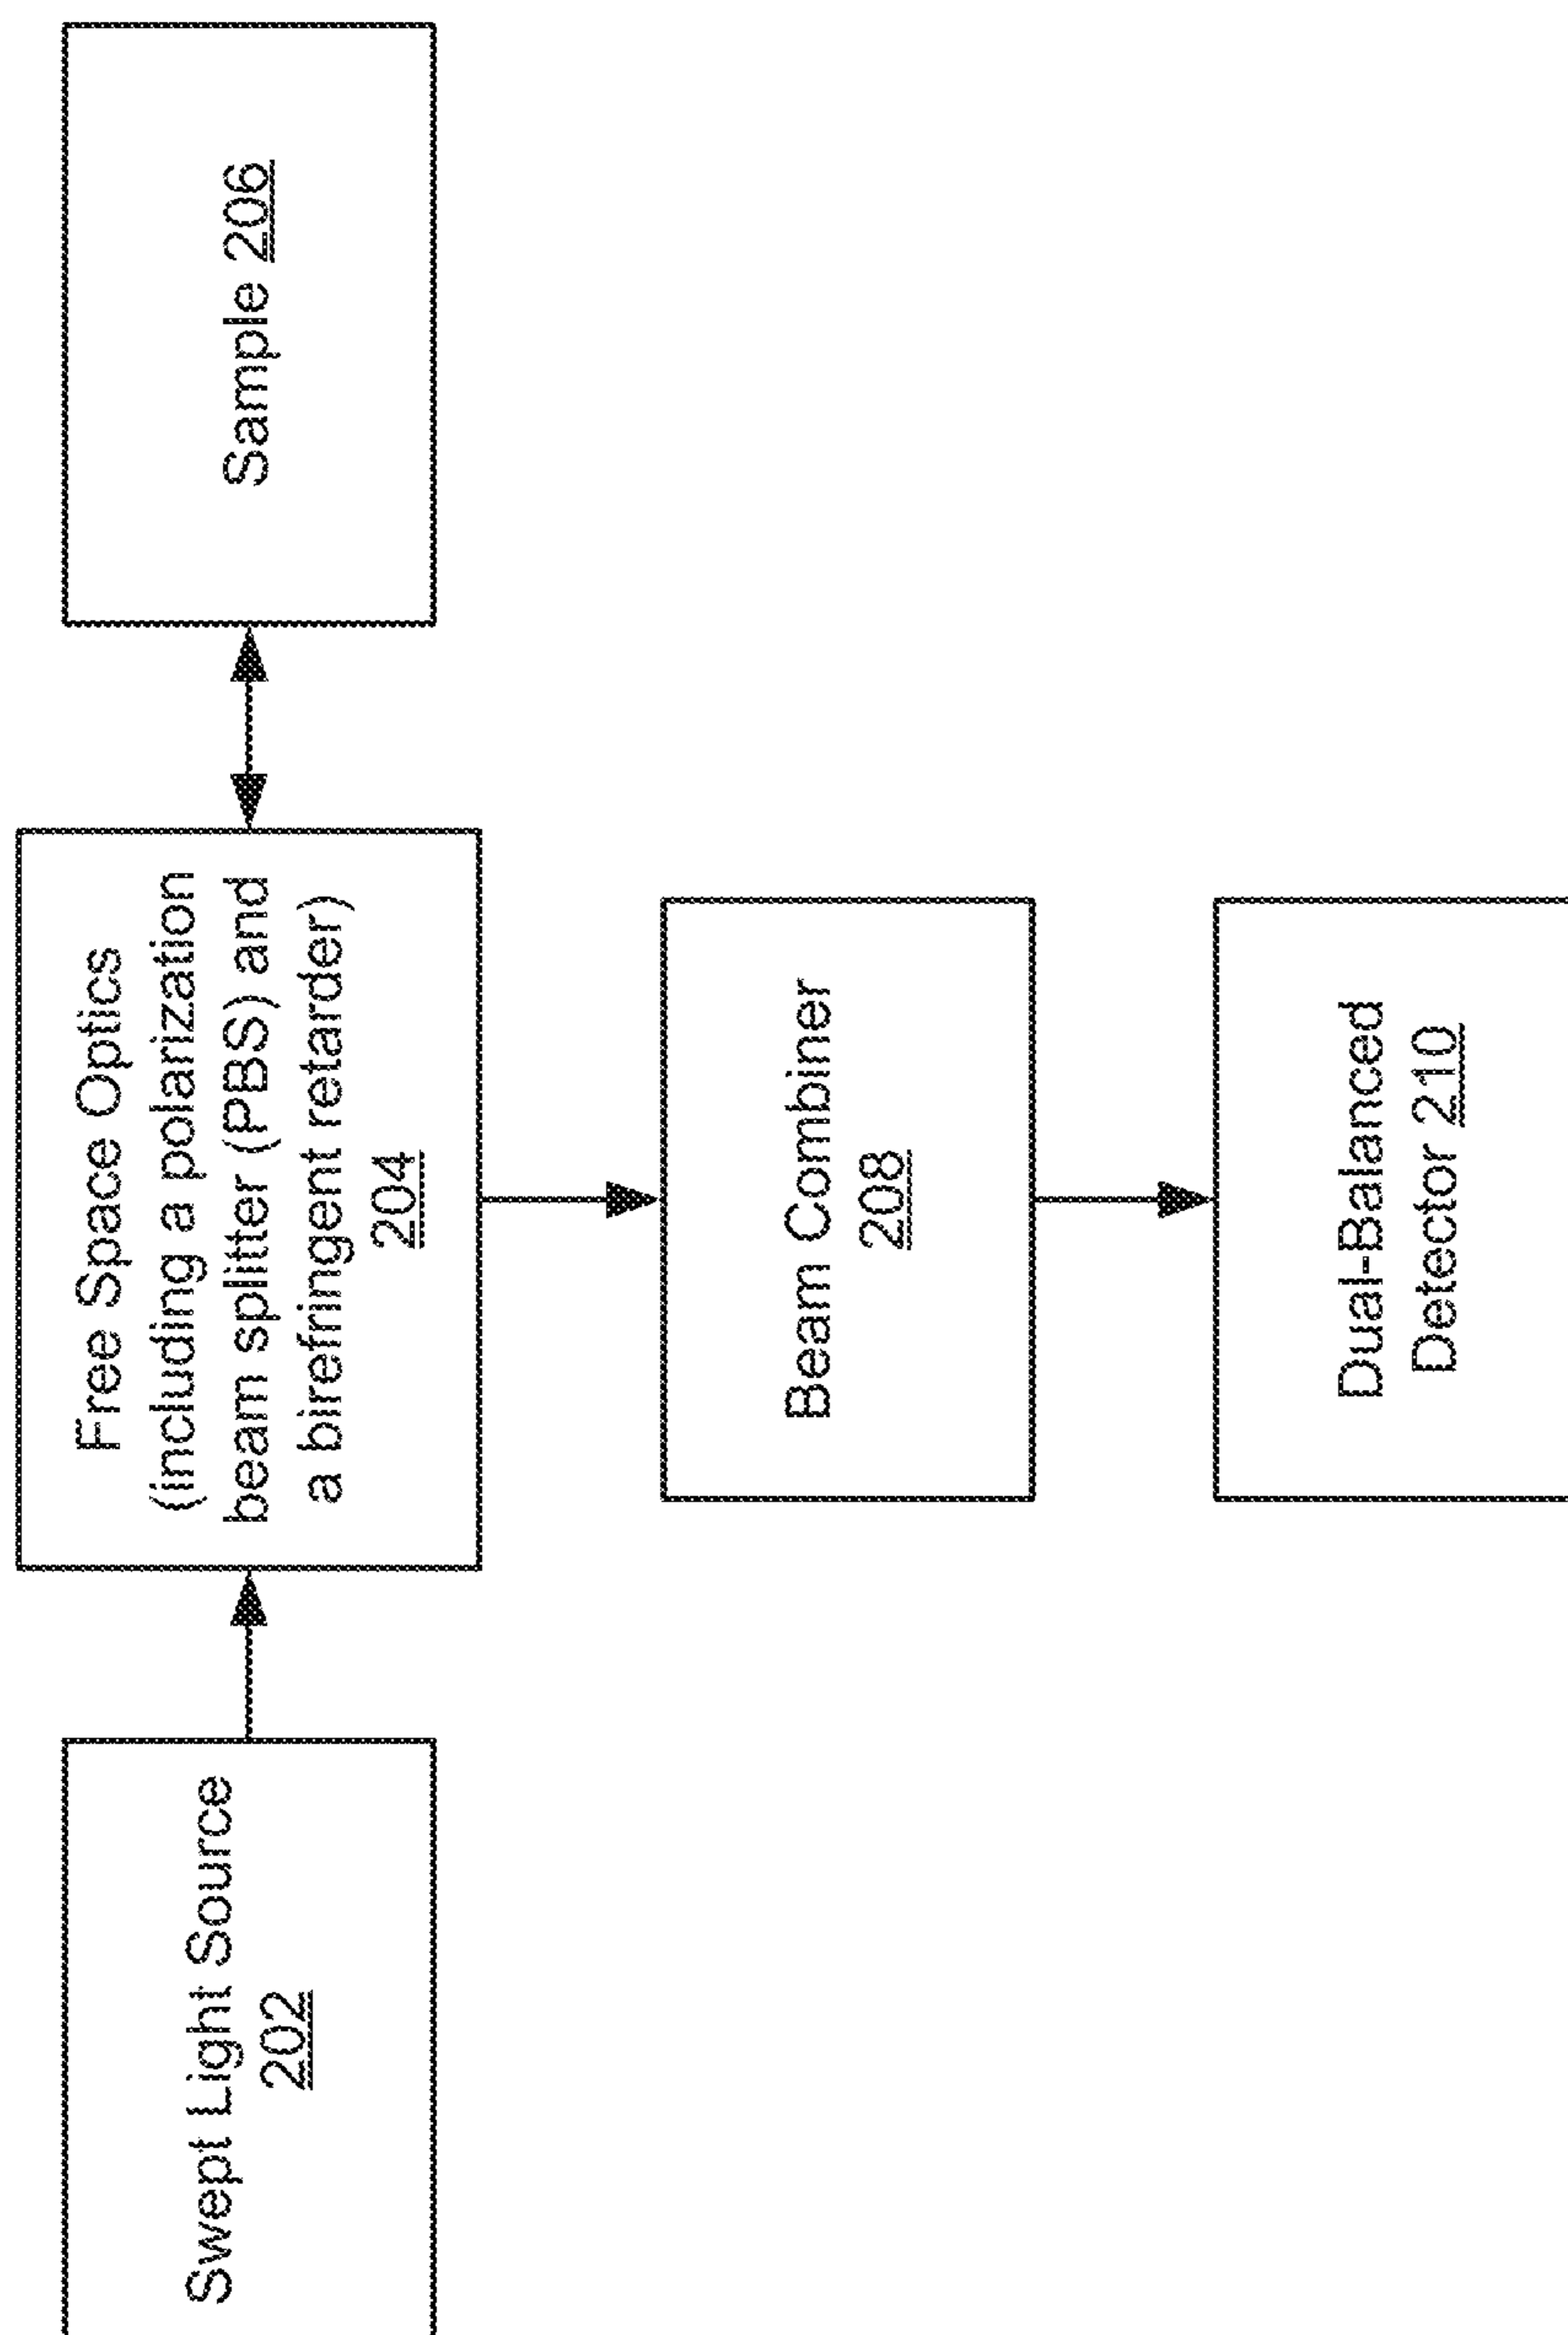 Swept Light Source
202
Free Space Optics
(including a polarization
beam splitter (PBS) and
a birefringent retarder)
204
Sample 206
Beam Combiner
208
Dual-Balanced
Detector 210